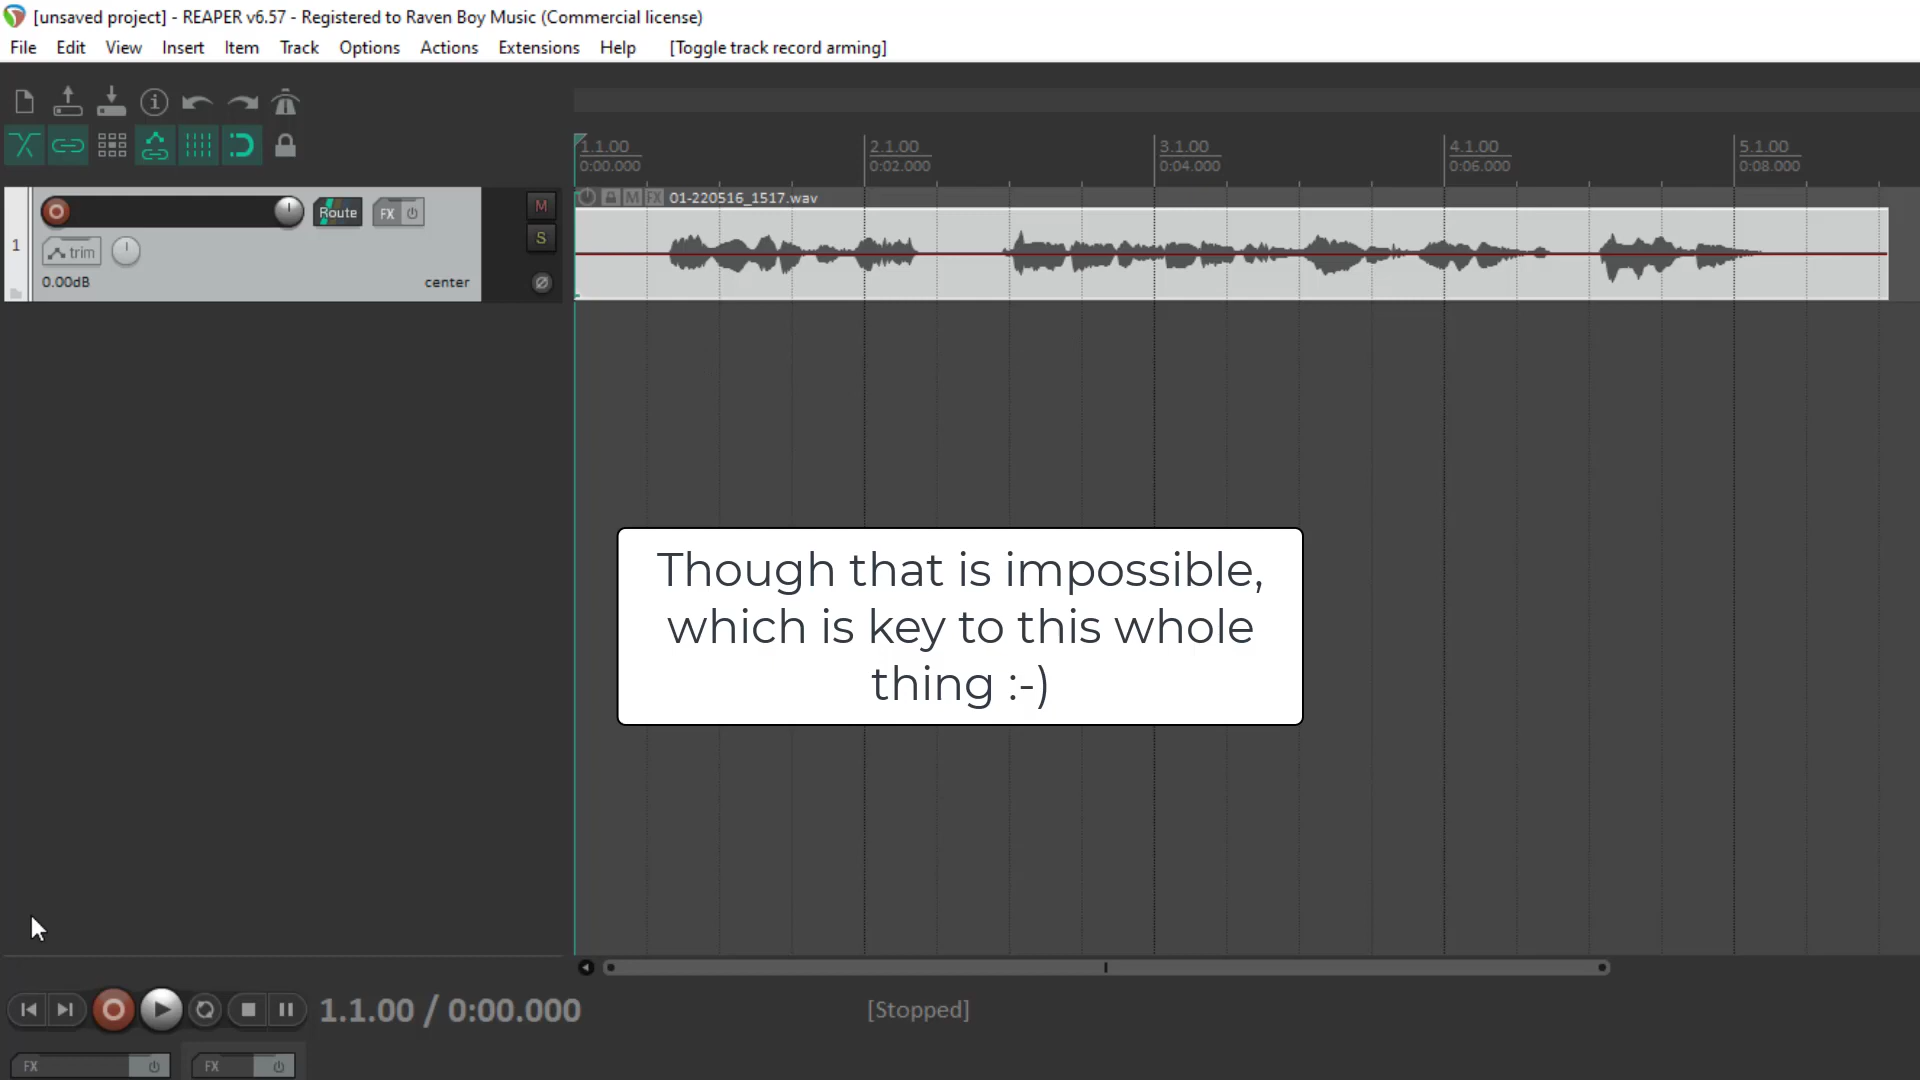 [unsaved project] - REAPER v6.57 - Registered to Raven Boy Music (Commercial license)
File Edit View Insert Item Track Options Actions Extensions Help [Toggle track record arming]
1.1.00 2.1.00 3.1.00 4.1.00 5.1.00
0:00.000 0:02.000 0:04.000 0:06.000 0:08.000
M FX 01-220516_1517.wav
Route FX M
1 trim S
0.00dB center
Though that is impossible,
which is key to this whole
thing :-)
1.1.00 / 0:00.000 [Stopped]
FX FX